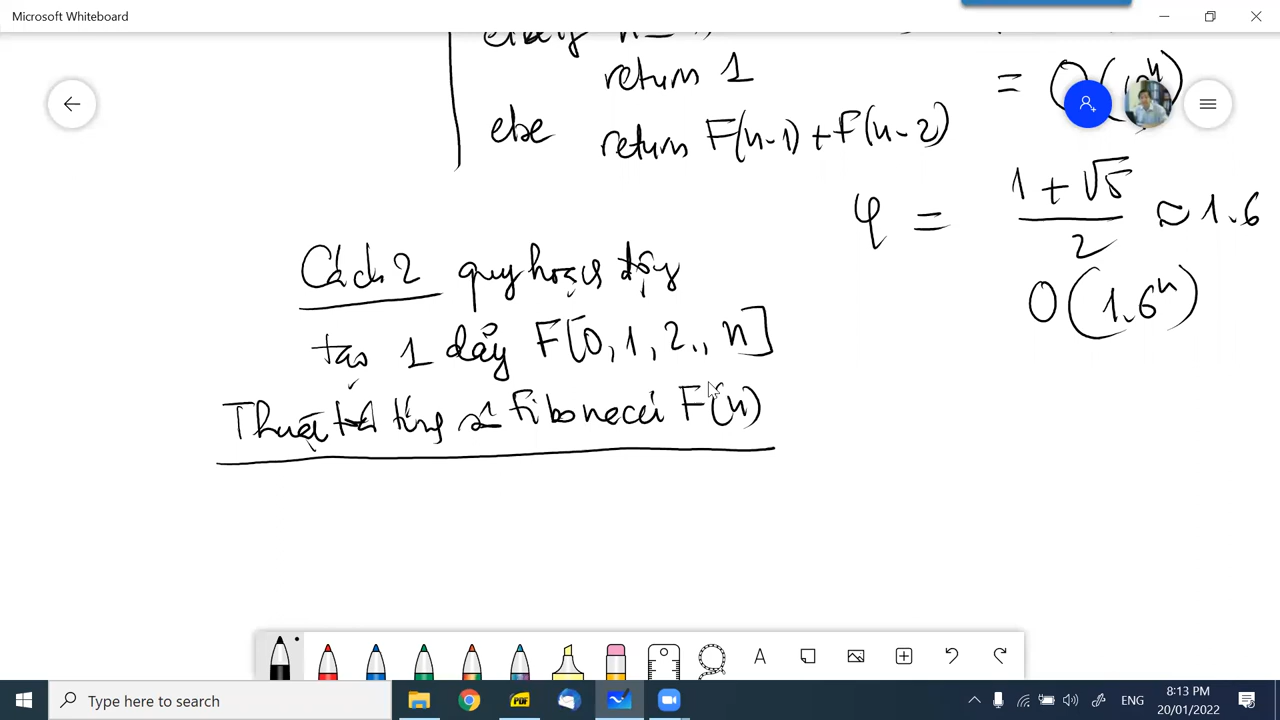 Microsoft Whiteboard
return 1
= O(φⁿ)
else return F(n-1) + F(n-2)
φ = (1 + √5) / 2 ≈ 1.6
O(1.6ⁿ)
Cách 2 quy hoạch động
tạo 1 dãy F[0, 1, 2.., n]
Thuật toán tính số Fibonacci F(n)
Type here to search
ENG
8:13 PM
20/01/2022